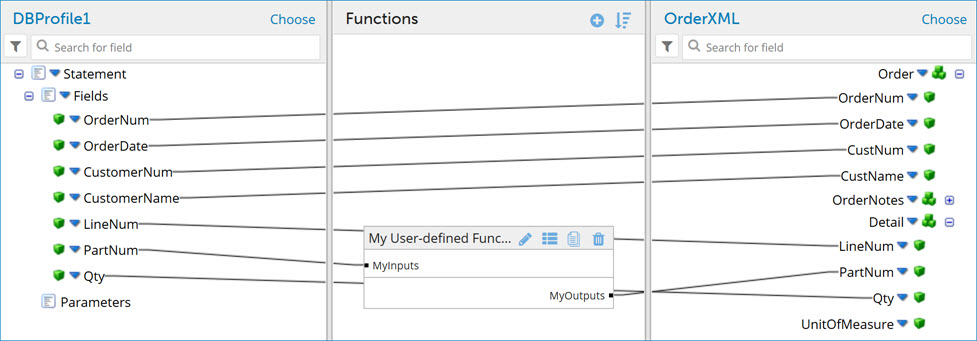 DBProfile1 Choose
Search for field
Statement
Fields
OrderNum
OrderDate
CustomerNum
CustomerName
LineNum
PartNum
Qty
Parameters
Functions
My User-defined Func...
MyInputs
MyOutputs
OrderXML Choose
Search for field
Order
OrderNum
OrderDate
CustNum
CustName
OrderNotes
Detail
LineNum
PartNum
Qty
UnitOfMeasure